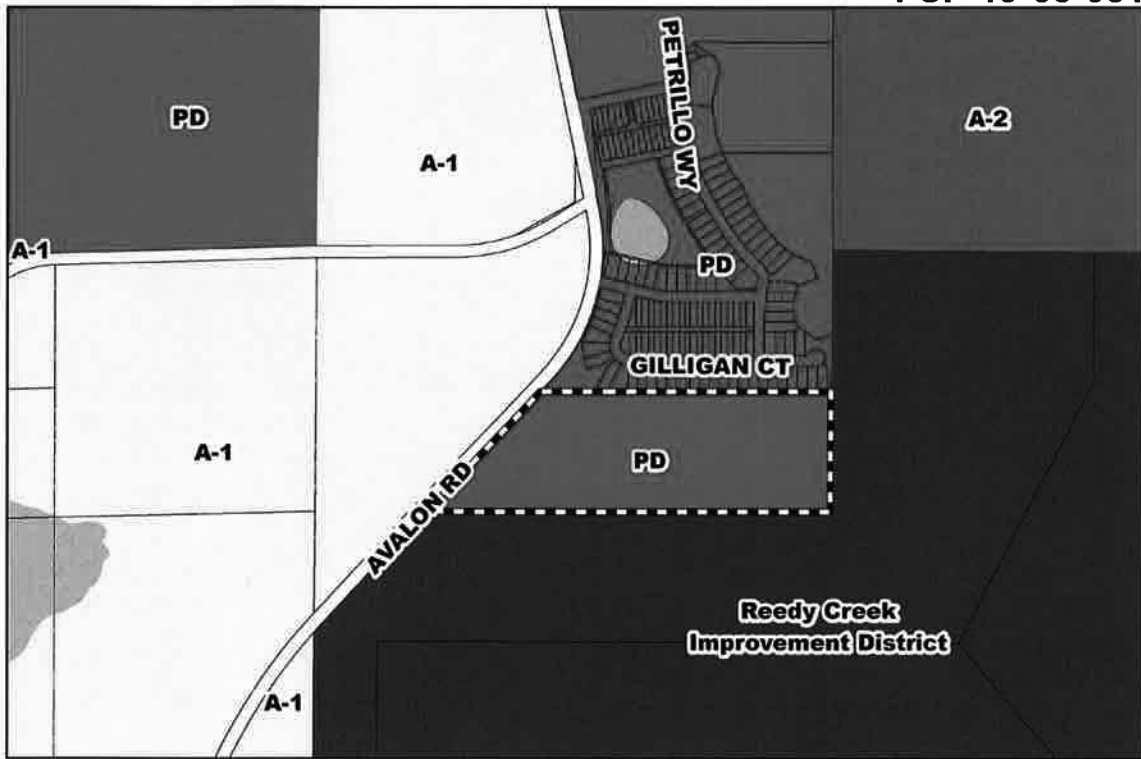 PD
A-1
PETRILLO WY
A-2
A-1
PD
GILLIGAN CT
A-1
PD
AVALON RD
Reedy Creek
Improvement District
A-1